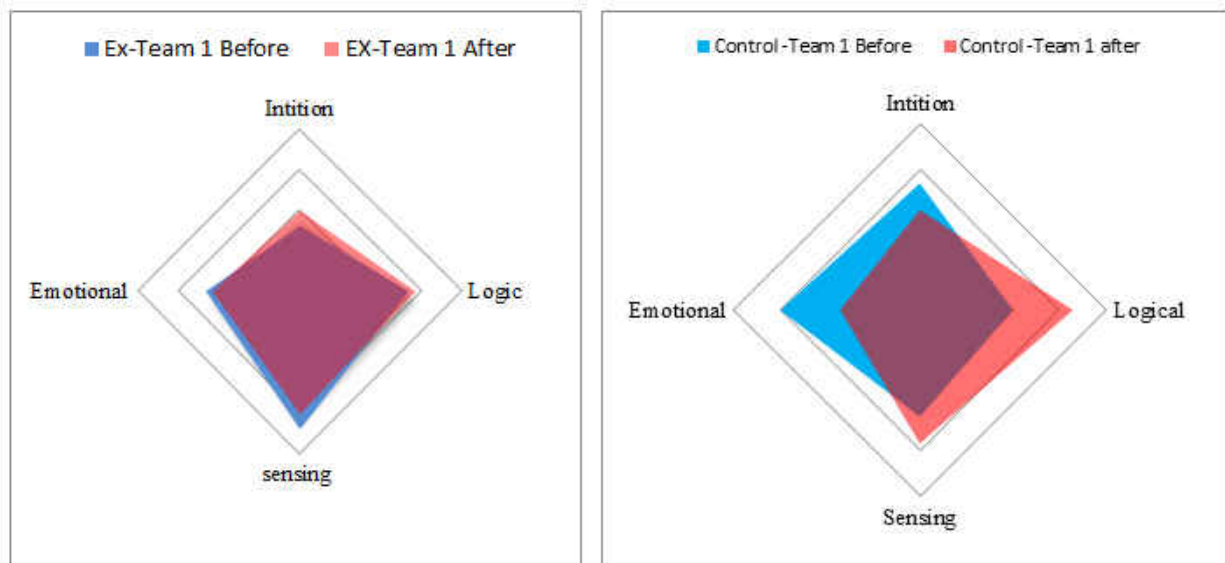 Ex-Team 1 Before EX-Team 1 After
Intition
Emotional Logic
sensing
Control -Team 1 Before Control -Team 1 after
Intition
Emotional Logical
Sensing